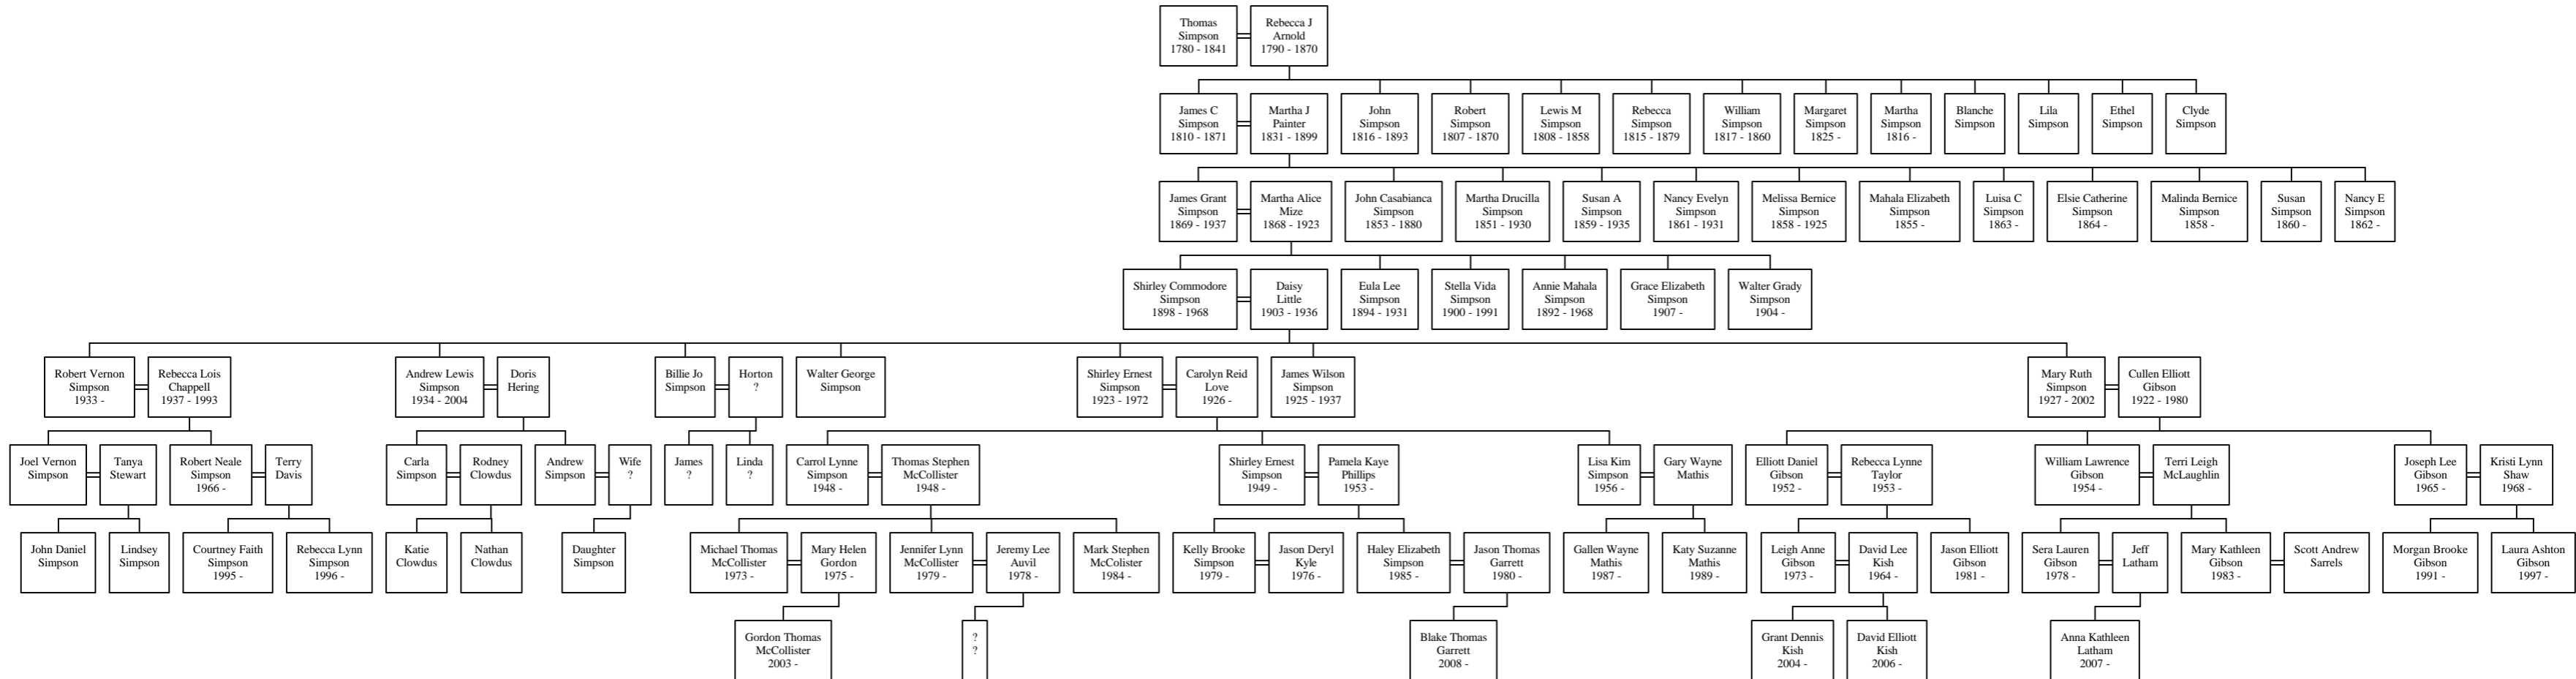 Thomas
Simpson
1780 - 1841
Rebecca J
Arnold
1790 - 1870
James C
Simpson
1810 - 1871
Martha J
Painter
1831 - 1899
John
Simpson
1816 - 1893
Robert
Simpson
1807 - 1870
Lewis M
Simpson
1808 - 1858
Rebecca
Simpson
1815 - 1879
William
Simpson
1817 - 1860
Margaret
Simpson
1825 -
Martha
Simpson
1816 -
Blanche
Simpson
Lila
Simpson
Ethel
Simpson
Clyde
Simpson
James Grant
Simpson
1869 - 1937
Martha Alice
Mize
1868 - 1923
John Casabianca
Simpson
1853 - 1880
Martha Drucilla
Simpson
1851 - 1930
Susan A
Simpson
1859 - 1935
Nancy Evelyn
Simpson
1861 - 1931
Melissa Bernice
Simpson
1858 - 1925
Mahala Elizabeth
Simpson
1855 -
Luisa C
Simpson
1863 -
Elsie Catherine
Simpson
1864 -
Malinda Bernice
Simpson
1858 -
Susan
Simpson
1860 -
Nancy E
Simpson
1862 -
Shirley Commodore
Simpson
1898 - 1968
Daisy
Little
1903 - 1936
Eula Lee
Simpson
1894 - 1931
Stella Vida
Simpson
1900 - 1991
Annie Mahala
Simpson
1892 - 1968
Grace Elizabeth
Simpson
1907 -
Walter Grady
Simpson
1904 -
Robert Vernon
Simpson
1933 -
Rebecca Lois
Chappell
1937 - 1993
Andrew Lewis
Simpson
1934 - 2004
Doris
Hering
Billie Jo
Simpson
Horton
?
Walter George
Simpson
Shirley Ernest
Simpson
1923 - 1972
Carolyn Reid
Love
1926 -
James Wilson
Simpson
1925 - 1937
Mary Ruth
Simpson
1927 - 2002
Cullen Elliott
Gibson
1922 - 1980
Joel Vernon
Simpson
Tanya
Stewart
Robert Neale
Simpson
1966 -
Terry
Davis
Carla
Simpson
Rodney
Clowdus
Andrew
Simpson
Wife
?
James
?
Linda
?
Carrol Lynne
Simpson
1948 -
Thomas Stephen
McCollister
1948 -
Shirley Ernest
Simpson
1949 -
Pamela Kaye
Phillips
1953 -
Lisa Kim
Simpson
1956 -
Gary Wayne
Mathis
Elliott Daniel
Gibson
1952 -
Rebecca Lynne
Taylor
1953 -
William Lawrence
Gibson
1954 -
Terri Leigh
McLaughlin
Joseph Lee
Gibson
1965 -
Kristi Lynn
Shaw
1968 -
John Daniel
Simpson
Lindsey
Simpson
Courtney Faith
Simpson
1995 -
Rebecca Lynn
Simpson
1996 -
Katie
Clowdus
Nathan
Clowdus
Daughter
Simpson
Michael Thomas
McCollister
1973 -
Mary Helen
Gordon
1975 -
Jennifer Lynn
McCollister
1979 -
Jeremy Lee
Auvil
1978 -
Mark Stephen
McColister
1984 -
Kelly Brooke
Simpson
1979 -
Jason Deryl
Kyle
1976 -
Haley Elizabeth
Simpson
1985 -
Jason Thomas
Garrett
1980 -
Gallen Wayne
Mathis
1987 -
Katy Suzanne
Mathis
1989 -
Leigh Anne
Gibson
1973 -
David Lee
Kish
1964 -
Jason Elliott
Gibson
1981 -
Sera Lauren
Gibson
1978 -
Jeff
Latham
Mary Kathleen
Gibson
1983 -
Scott Andrew
Sarrels
Morgan Brooke
Gibson
1991 -
Laura Ashton
Gibson
1997 -
Gordon Thomas
McCollister
2003 -
?
?
Blake Thomas
Garrett
2008 -
Grant Dennis
Kish
2004 -
David Elliott
Kish
2006 -
Anna Kathleen
Latham
2007 -